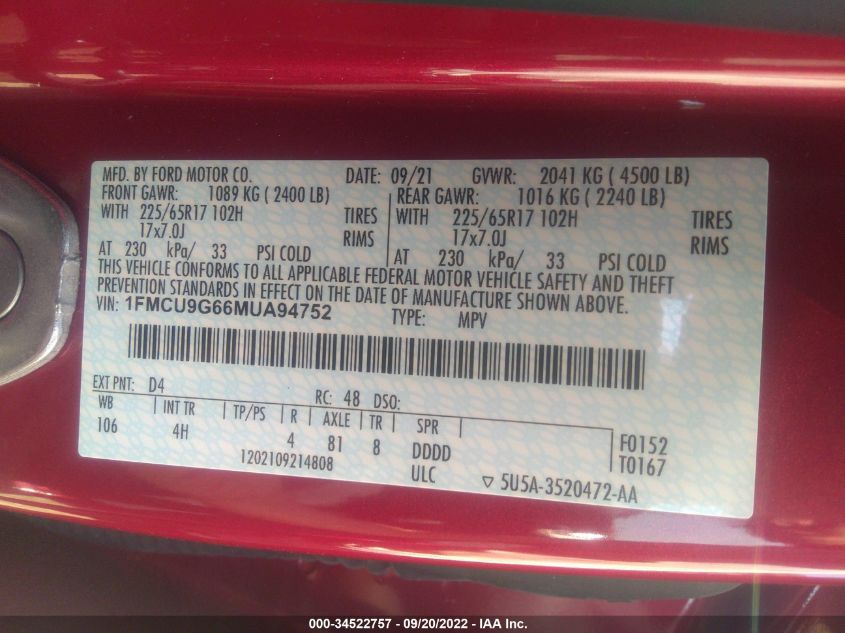 MFD. BY FORD MOTOR CO. DATE: 09/21 GVWR: 2041 KG ( 4500 LB)
FRONT GAWR: 1089 KG ( 2400 LB) REAR GAWR: 1016 KG ( 2240 LB)
WITH 225/65R17 102H TIRES WITH 225/65R17 102H TIRES
17x7.0J RIMS 17x7.0J RIMS
AT 230 kPa/ 33 PSI COLD AT 230 kPa/ 33 PSI COLD
THIS VEHICLE CONFORMS TO ALL APPLICABLE FEDERAL MOTOR VEHICLE SAFETY AND THEFT
PREVENTION STANDARDS IN EFFECT ON THE DATE OF MANUFACTURE SHOWN ABOVE.
VIN: 1FMCU9G66MUA94752 TYPE: MPV
EXT PNT: D4 RC: 48 DSO:
WB INT TR TP/PS R AXLE TR SPR
106 4H 4 81 8 DDDD F0152
1202109214808 ULC T0167
▽ 5U5A-3520472-AA
000-34522757 - 09/20/2022 - IAA Inc.